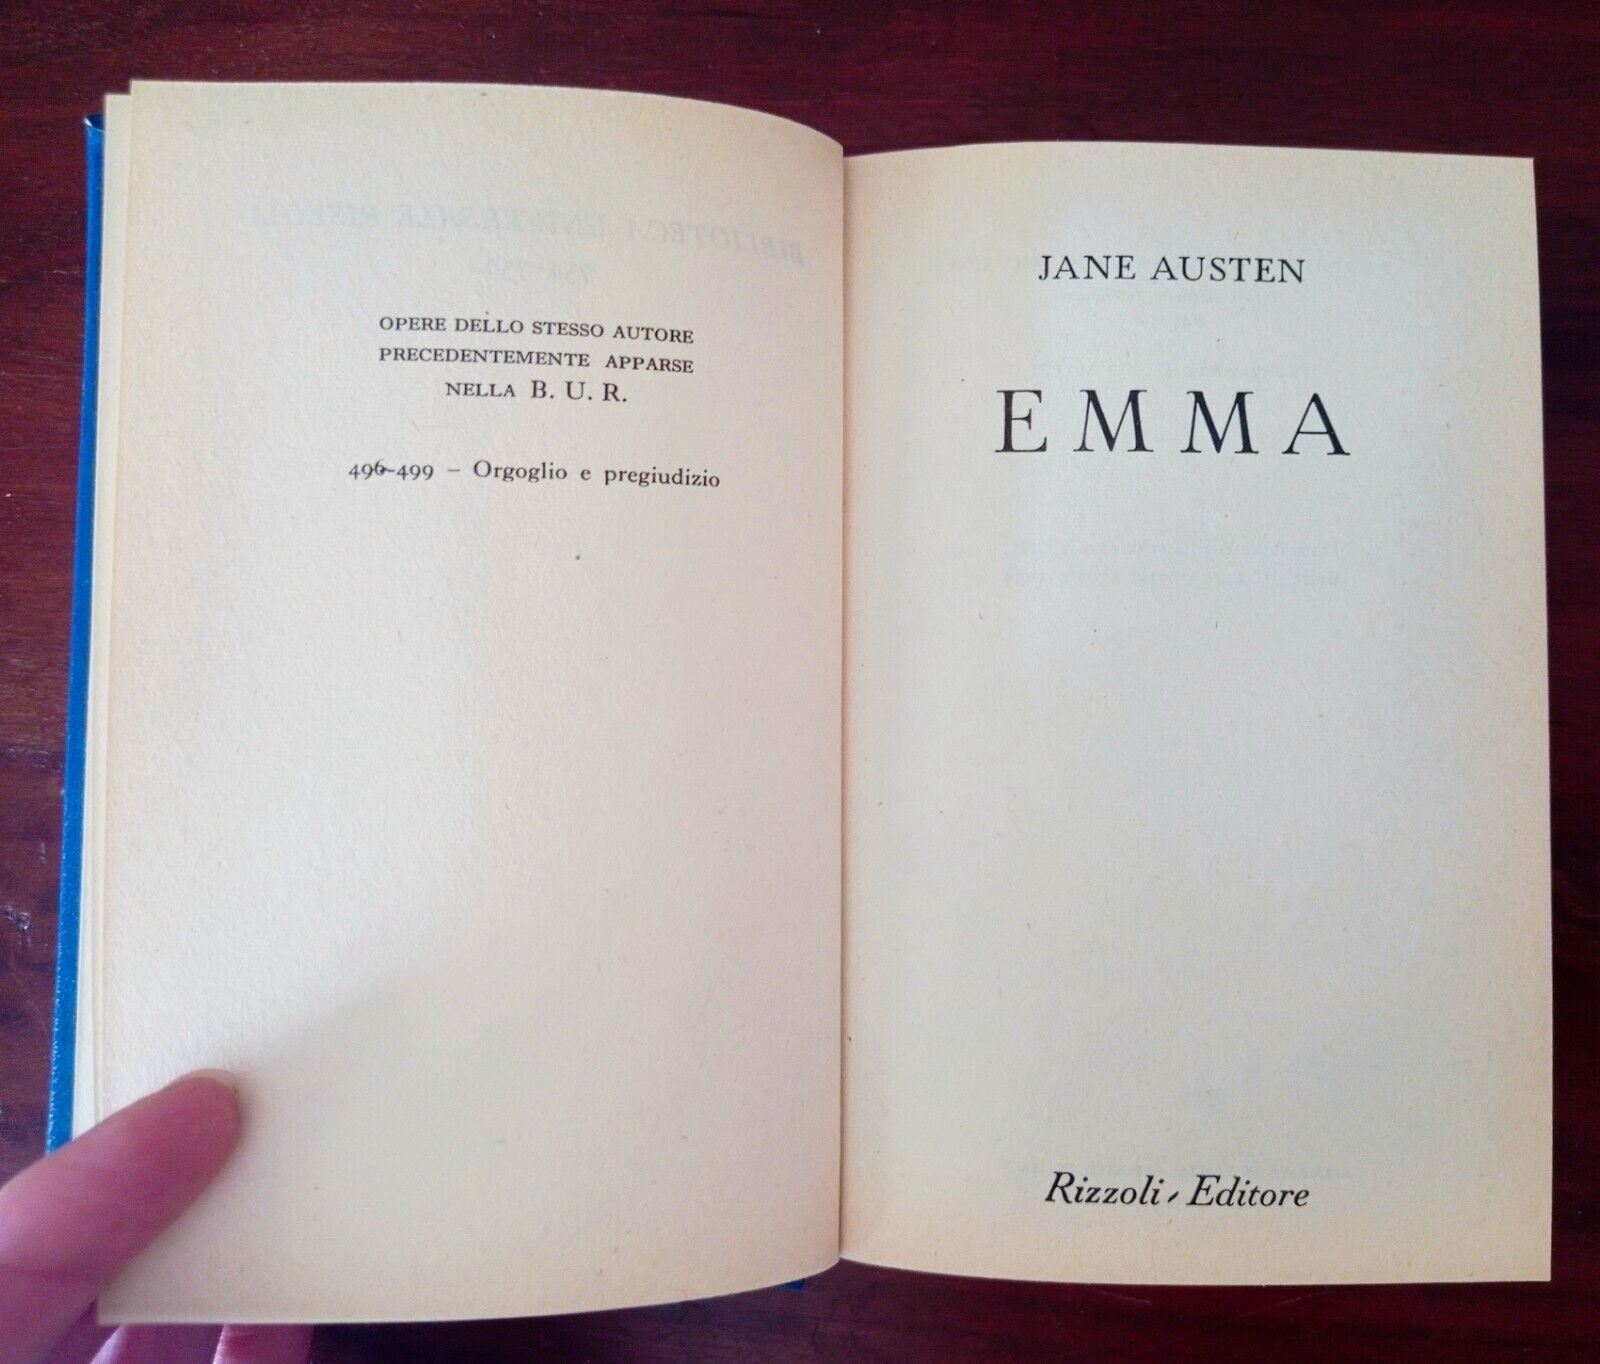 OPERE DELLO STESSO AUTORE
PRECEDENTEMENTE APPARSE
NELLA B. U. R.
496-499 – Orgoglio e pregiudizio
JANE AUSTEN
EMMA
Rizzoli - Editore